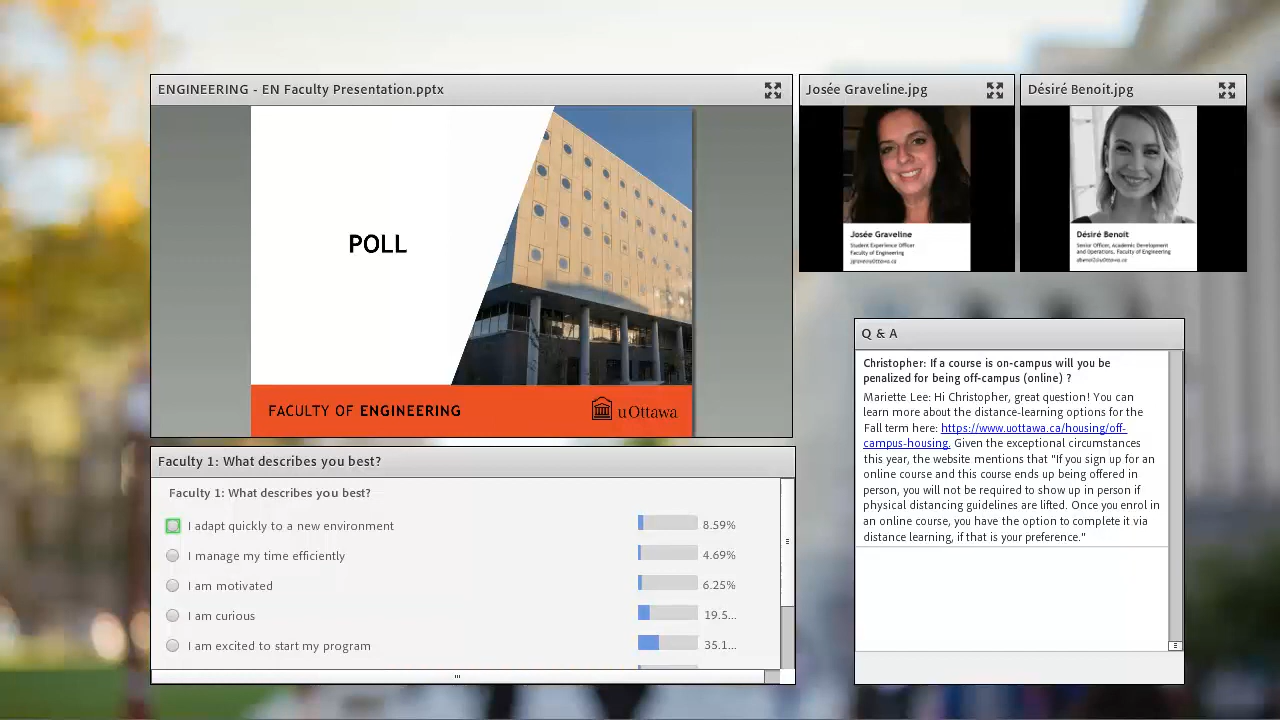 ENGINEERING - EN Faculty Presentation.pptx
POLL
FACULTY OF ENGINEERING
uOttawa
Josée Graveline.jpg
Josée Graveline
Student Experience Officer
Faculty of Engineering
Désiré Benoit.jpg
Désiré Benoit
Senior Officer, Academic Development
and Operations, Faculty of Engineering
Faculty 1: What describes you best?
Faculty 1: What describes you best?
I adapt quickly to a new environment 8.59%
I manage my time efficiently 4.69%
I am motivated 6.25%
I am curious 19.5...
I am excited to start my program 35.1...
Q & A
Christopher: If a course is on-campus will you be
penalized for being off-campus (online) ?
Mariette Lee: Hi Christopher, great question! You can
learn more about the distance-learning options for the
Fall term here: https://www.uottawa.ca/housing/off-
campus-housing. Given the exceptional circumstances
this year, the website mentions that "If you sign up for an
online course and this course ends up being offered in
person, you will not be required to show up in person if
physical distancing guidelines are lifted. Once you enrol in
an online course, you have the option to complete it via
distance learning, if that is your preference."